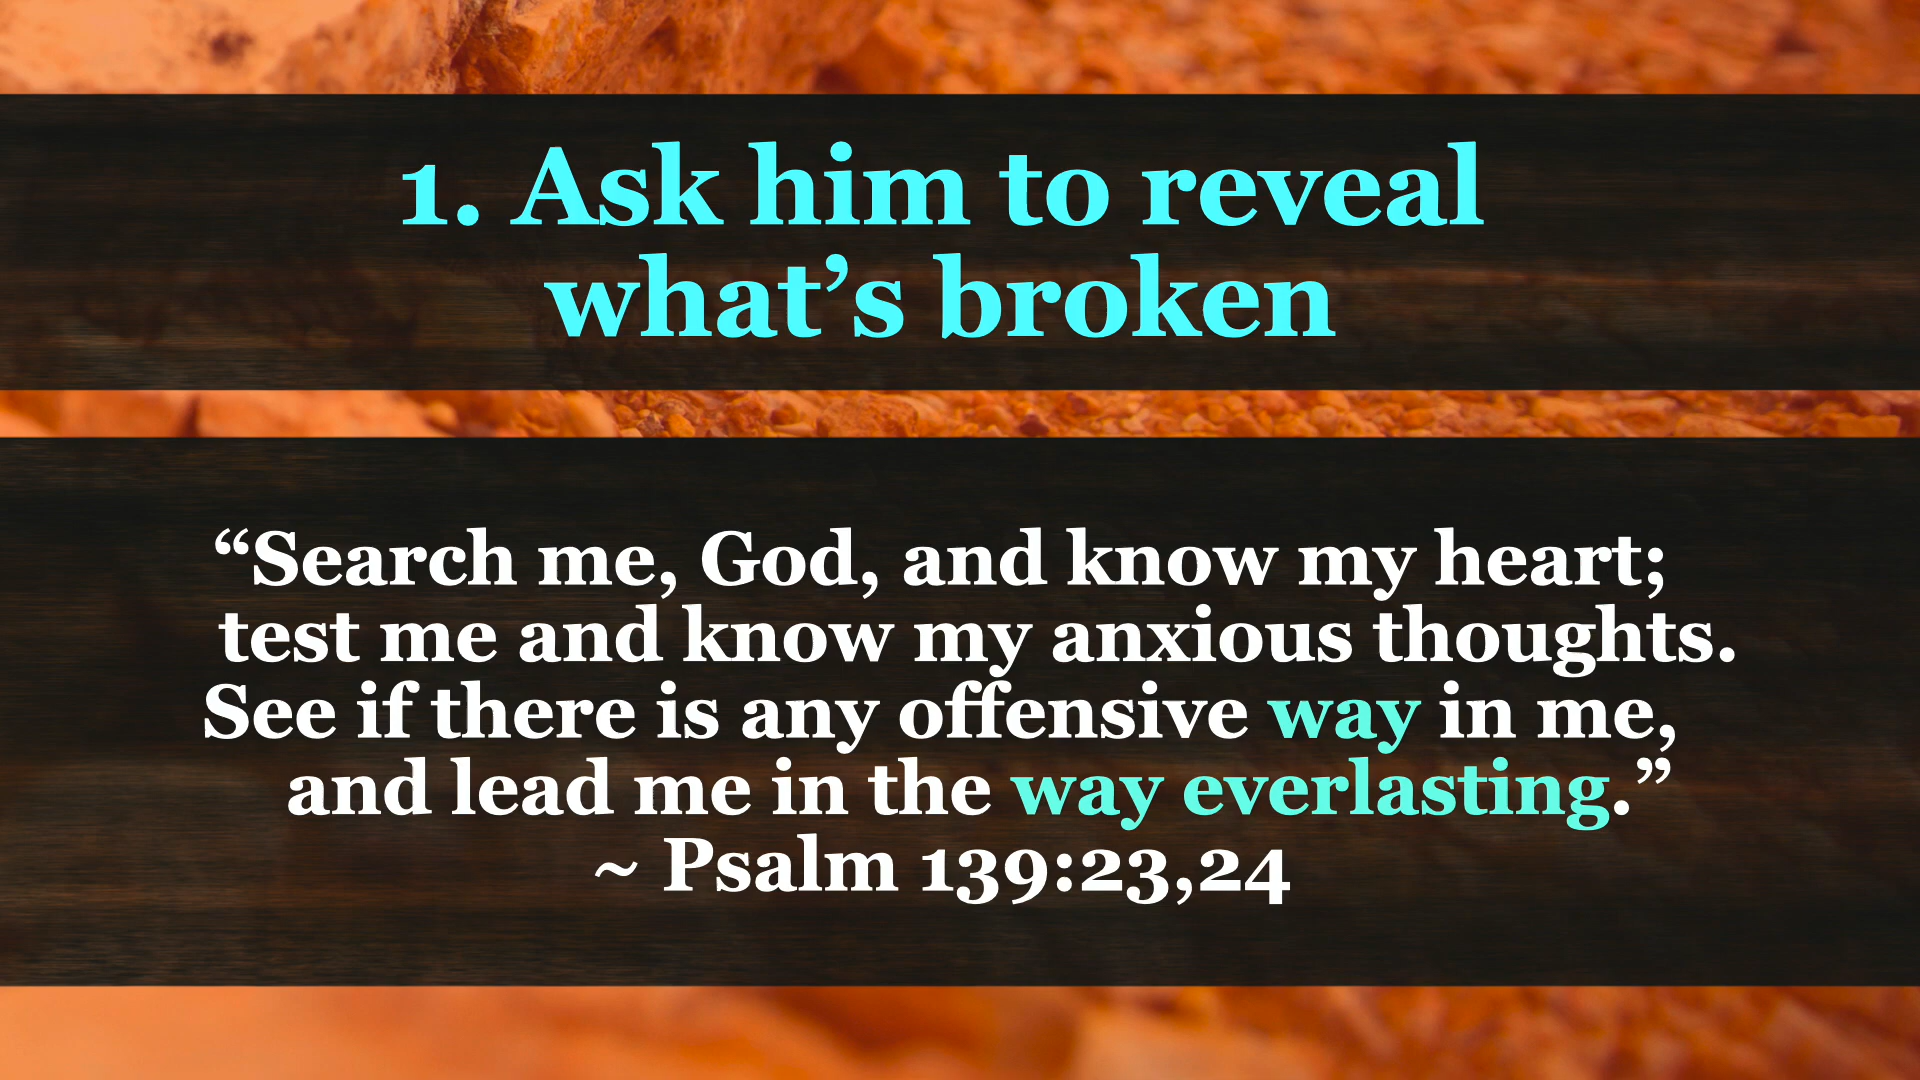 1. Ask him to reveal
what’s broken
“Search me, God, and know my heart;
test me and know my anxious thoughts.
See if there is any offensive way in me,
and lead me in the way everlasting.”
~ Psalm 139:23,24